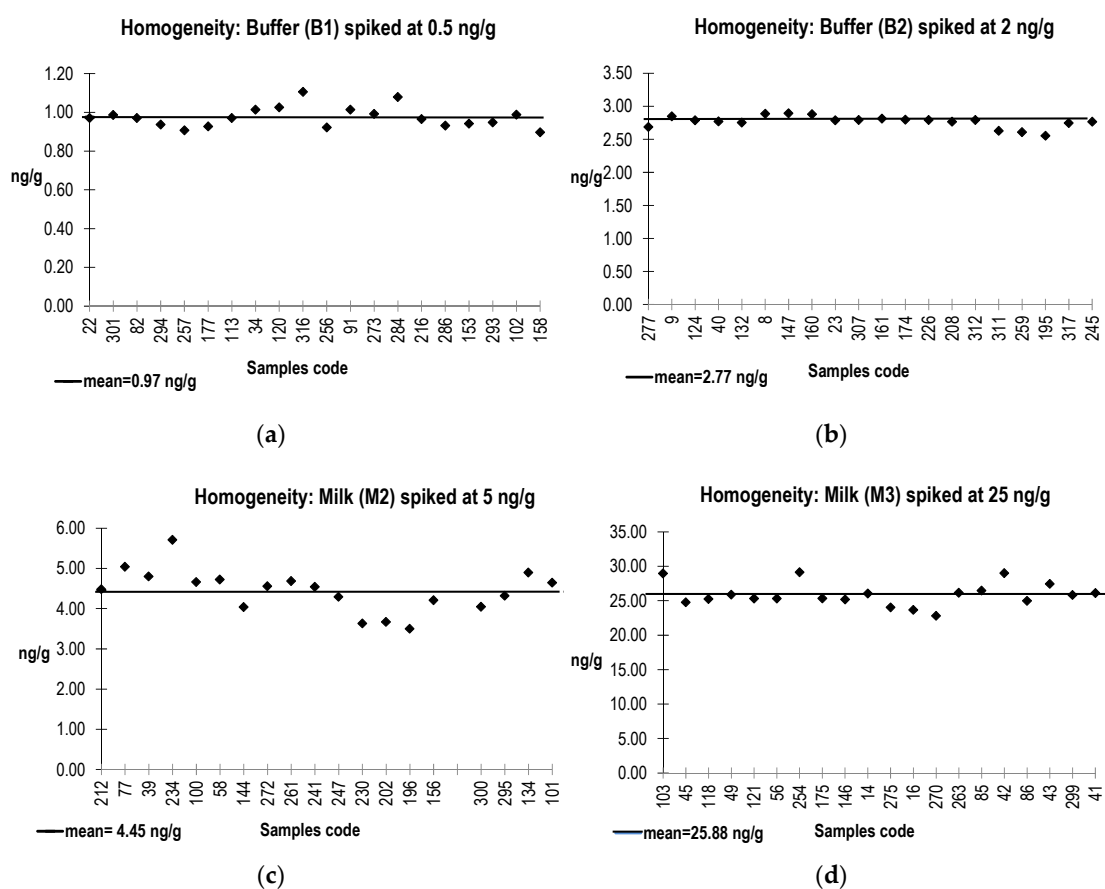 Homogeneity: Buffer (B1) spiked at 0.5 ng/g
1.20
1.00
0.80
0.60
0.40
0.20
0.00
ng/g
22 301 82 294 257 177 113 34 120 316 256 91 273 284 216 286 153 293 102 158
Samples code
mean=0.97 ng/g
(a)
Homogeneity: Buffer (B2) spiked at 2 ng/g
3.50
3.00
2.50
2.00
1.50
1.00
0.50
0.00
ng/g
277 9 124 40 132 8 147 160 23 307 161 174 226 208 312 311 259 195 317 245
Samples code
mean=2.77 ng/g
(b)
Homogeneity: Milk (M2) spiked at 5 ng/g
6.00
5.00
4.00
3.00
2.00
1.00
0.00
ng/g
212 77 39 234 100 58 144 272 261 241 247 230 202 196 156 300 295 134 101
Samples code
mean= 4.45 ng/g
(c)
Homogeneity: Milk (M3) spiked at 25 ng/g
35.00
30.00
25.00
20.00
15.00
10.00
5.00
0.00
ng/g
103 45 118 49 121 56 254 175 146 14 275 16 270 263 85 42 86 43 299 41
Samples code
mean=25.88 ng/g
(d)